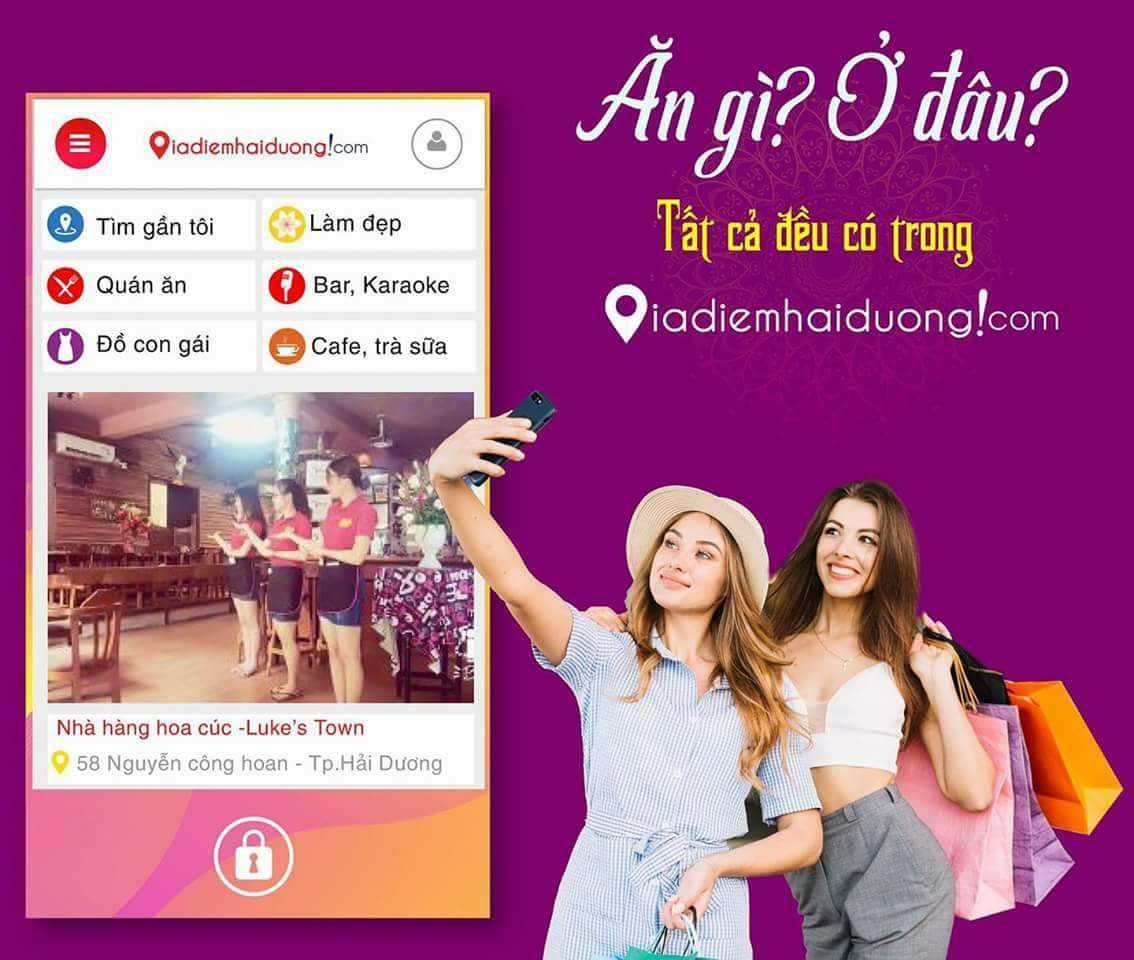 Ăn gì? Ở đâu?
Tất cả đều có trong
iadiemhaiduong!com
iadiemhaiduong!com
Tìm gần tôi
Làm đẹp
Quán ăn
Bar, Karaoke
Đồ con gái
Cafe, trà sữa
Nhà hàng hoa cúc -Luke's Town
58 Nguyễn công hoan - Tp.Hải Dương